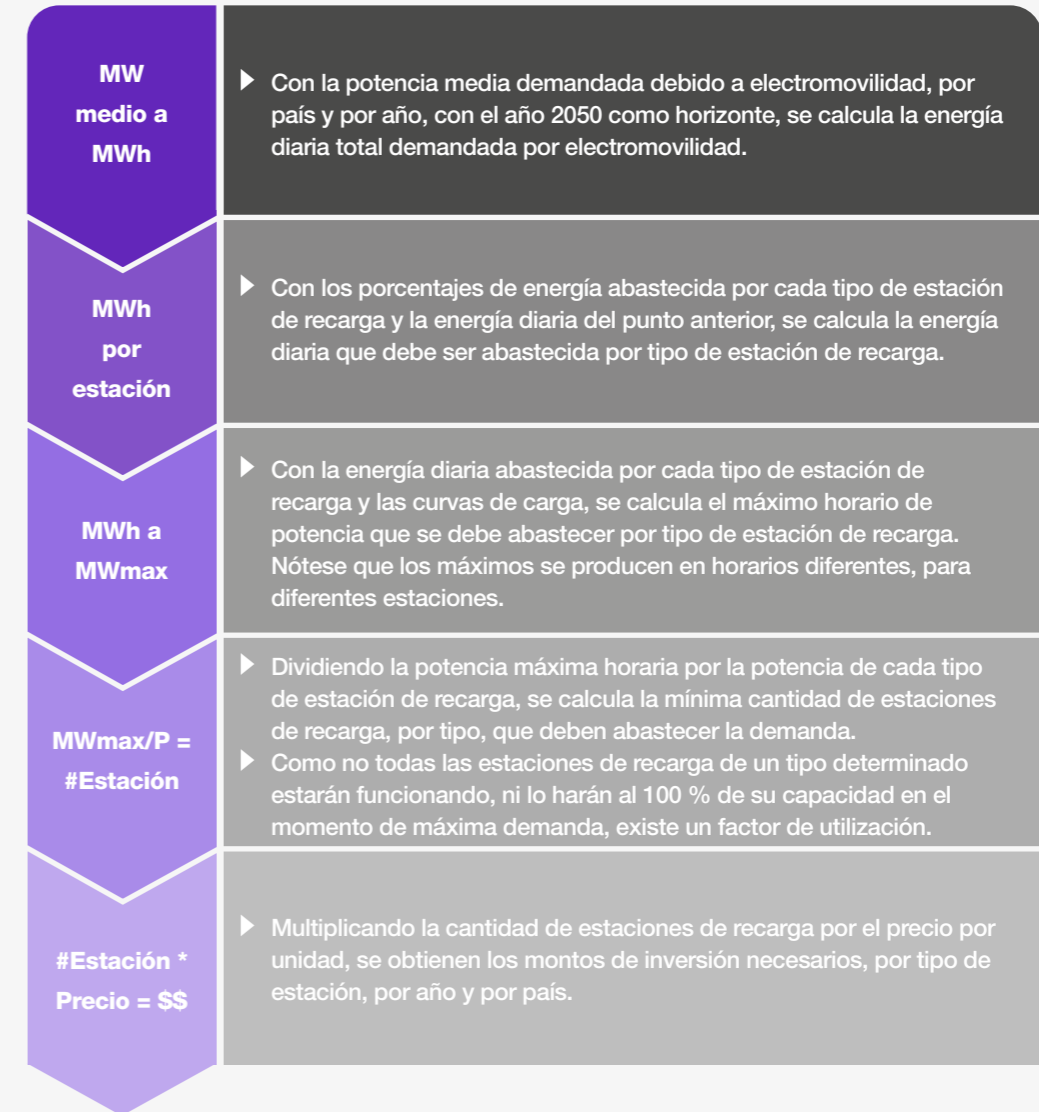 MW
medio a
MWh
Con la potencia media demandada debido a electromovilidad, por
país y por año, con el año 2050 como horizonte, se calcula la energía
diaria total demandada por electromovilidad.
MWh
por
estación
Con los porcentajes de energía abastecida por cada tipo de estación
de recarga y la energía diaria del punto anterior, se calcula la energía
diaria que debe ser abastecida por tipo de estación de recarga.
MWh a
MWmax
Con la energía diaria abastecida por cada tipo de estación de
recarga y las curvas de carga, se calcula el máximo horario de
potencia que se debe abastecer por tipo de estación de recarga.
Nótese que los máximos se producen en horarios diferentes, para
diferentes estaciones.
MWmax/P =
#Estación
Dividiendo la potencia máxima horaria por la potencia de cada tipo
de estación de recarga, se calcula la mínima cantidad de estaciones
de recarga, por tipo, que deben abastecer la demanda.
Como no todas las estaciones de recarga de un tipo determinado
estarán funcionando, ni lo harán al 100 % de su capacidad en el
momento de máxima demanda, existe un factor de utilización.
#Estación *
Precio = $$
Multiplicando la cantidad de estaciones de recarga por el precio por
unidad, se obtienen los montos de inversión necesarios, por tipo de
estación, por año y por país.